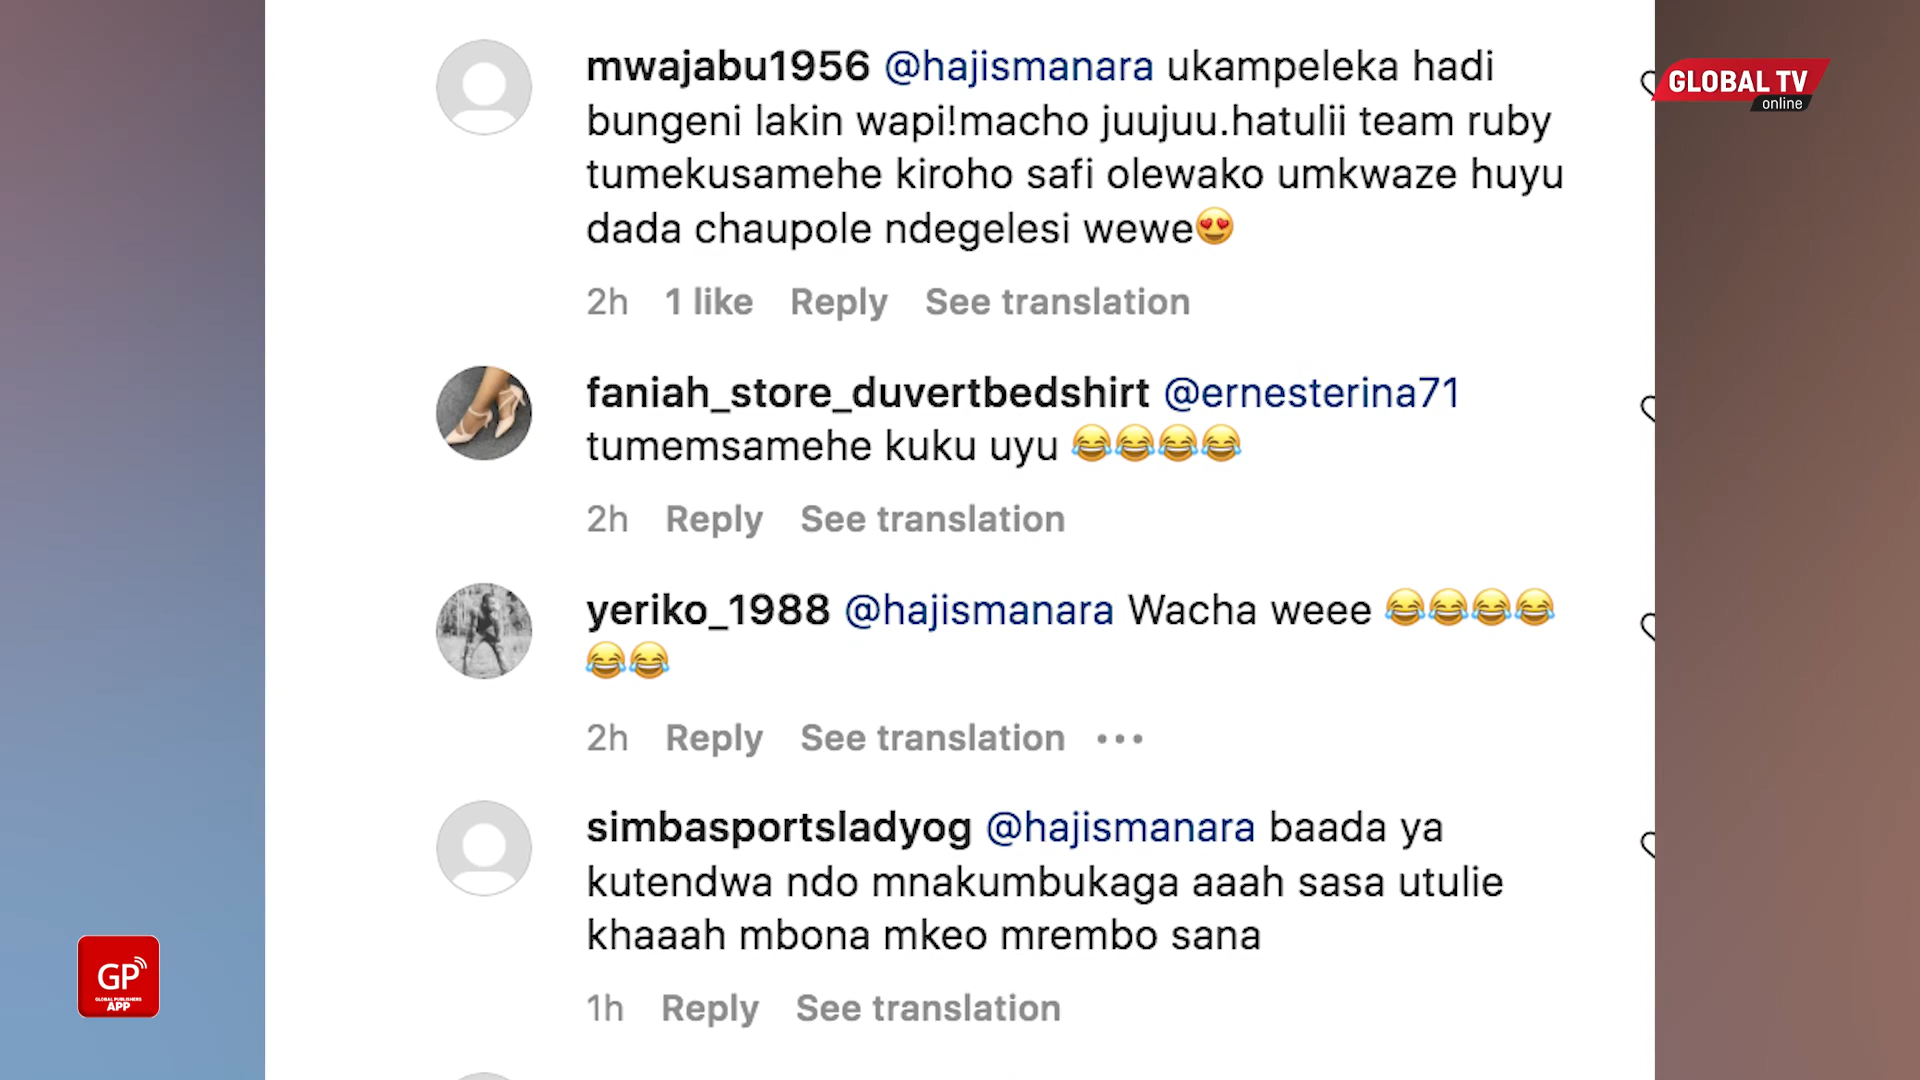 mwajabu1956 @hajismanara ukampeleka hadi
bungeni lakin wapi!macho juujuu.hatulii team ruby
tumekusamehe kiroho safi olewako umkwaze huyu
dada chaupole ndegelesi wewe😍
2h 1 like Reply See translation
faniah_store_duvertbedshirt @ernesterina71
tumemsamehe kuku uyu 😂😂😂😂
2h Reply See translation
yeriko_1988 @hajismanara Wacha weee 😂😂😂😂
😂😂
2h Reply See translation •••
simbasportsladyog @hajismanara baada ya
kutendwa ndo mnakumbukaga aaah sasa utulie
khaaah mbona mkeo mrembo sana
1h Reply See translation
GLOBAL TV
online
GP
GLOBAL PUBLISHERS
APP